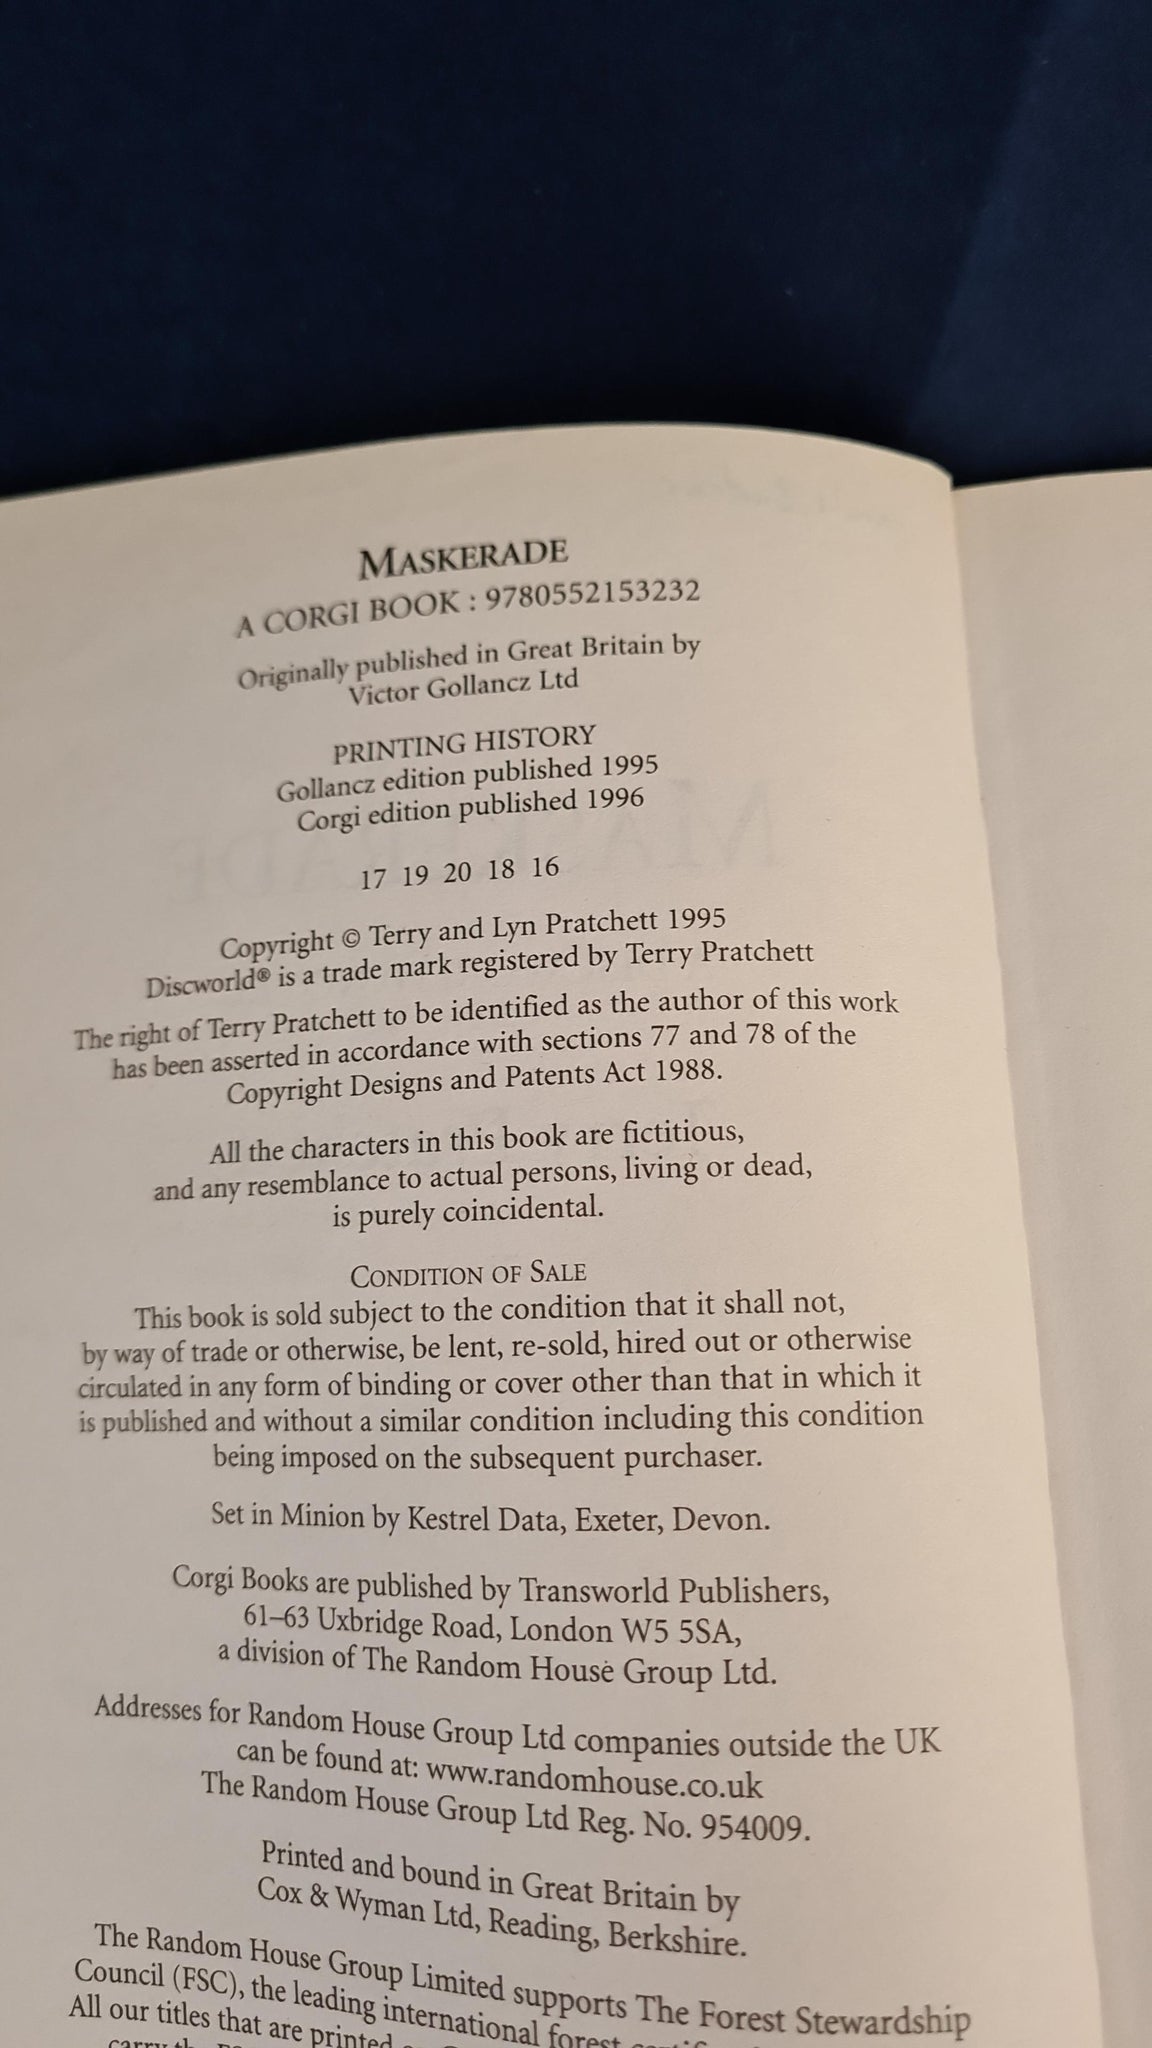 MASKERADE
A CORGI BOOK : 9780552153232
Originally published in Great Britain by
Victor Gollancz Ltd
PRINTING HISTORY
Gollancz edition published 1995
Corgi edition published 1996
17 19 20 18 16
Copyright © Terry and Lyn Pratchett 1995
Discworld® is a trade mark registered by Terry Pratchett
The right of Terry Pratchett to be identified as the author of this work
has been asserted in accordance with sections 77 and 78 of the
Copyright Designs and Patents Act 1988.
All the characters in this book are fictitious,
and any resemblance to actual persons, living or dead,
is purely coincidental.
CONDITION OF SALE
This book is sold subject to the condition that it shall not,
by way of trade or otherwise, be lent, re-sold, hired out or otherwise
circulated in any form of binding or cover other than that in which it
is published and without a similar condition including this condition
being imposed on the subsequent purchaser.
Set in Minion by Kestrel Data, Exeter, Devon.
Corgi Books are published by Transworld Publishers,
61–63 Uxbridge Road, London W5 5SA,
a division of The Random House Group Ltd.
Addresses for Random House Group Ltd companies outside the UK
can be found at: www.randomhouse.co.uk
The Random House Group Ltd Reg. No. 954009.
Printed and bound in Great Britain by
Cox & Wyman Ltd, Reading, Berkshire.
The Random House Group Limited supports The Forest Stewardship
Council (FSC), the leading international forest
All our titles that are printed
carry the